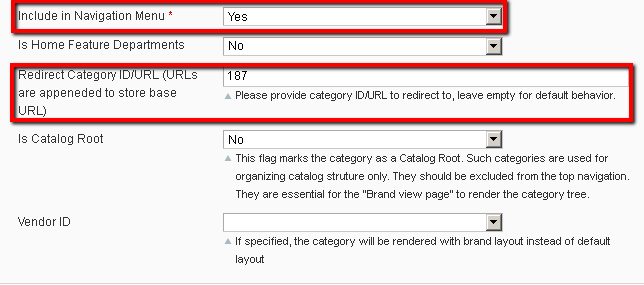 Include in Navigation Menu * Yes
Is Home Feature Departments No
Redirect Category ID/URL (URLs are appeneded to store base URL) 187
Please provide category ID/URL to redirect to, leave empty for default behavior.
Is Catalog Root No
This flag marks the category as a Catalog Root. Such categories are used for
organizing catalog struture only. They should be excluded from the top navigation.
They are essential for the "Brand view page" to render the category tree.
Vendor ID
If specified, the category will be rendered with brand layout instead of default
layout